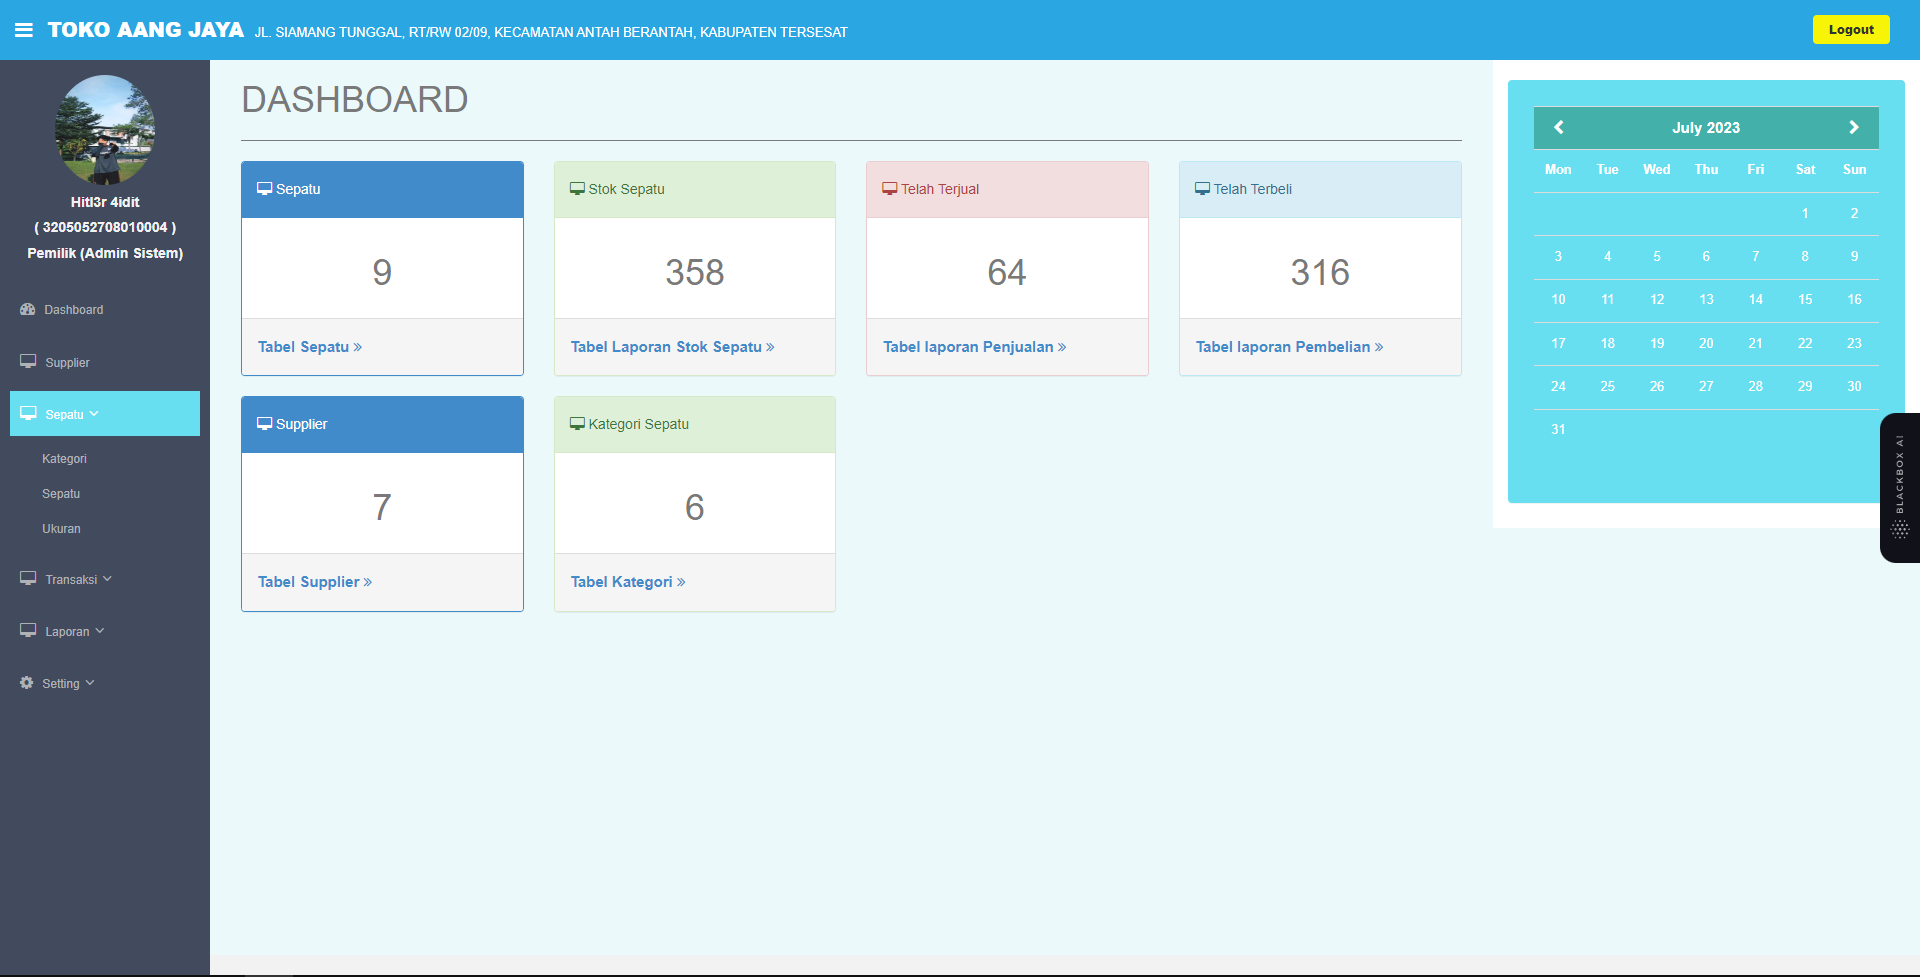 TOKO AANG JAYA JL. SIAMANG TUNGGAL, RT/RW 02/09, KECAMATAN ANTAH BERANTAH, KABUPATEN TERSESAT
Logout
Hitl3r 4idit
( 3205052708010004 )
Pemilik (Admin Sistem)
Dashboard
Supplier
Sepatu
Kategori
Sepatu
Ukuran
Transaksi
Laporan
Setting
DASHBOARD
Sepatu
9
Tabel Sepatu »
Stok Sepatu
358
Tabel Laporan Stok Sepatu »
Telah Terjual
64
Tabel laporan Penjualan »
Telah Terbeli
316
Tabel laporan Pembelian »
Supplier
7
Tabel Supplier »
Kategori Sepatu
6
Tabel Kategori »
July 2023
Mon Tue Wed Thu Fri Sat Sun
1 2
3 4 5 6 7 8 9
10 11 12 13 14 15 16
17 18 19 20 21 22 23
24 25 26 27 28 29 30
31
BLACKBOX AI